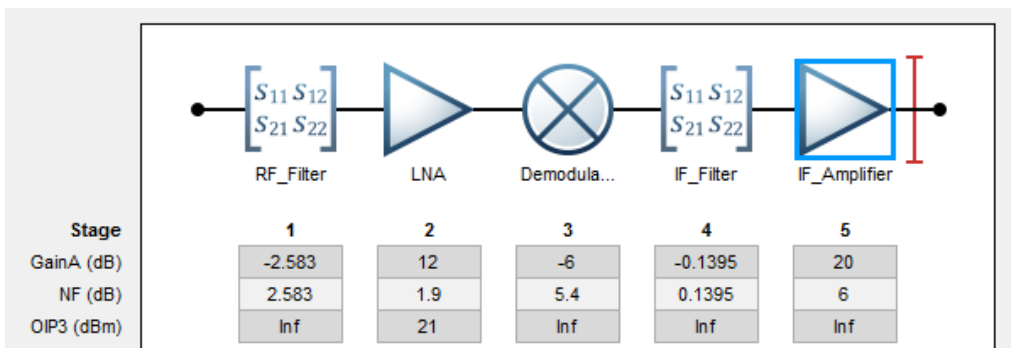 S11 S12 S11 S12
S21 S22 S21 S22
RF_Filter LNA Demodula... IF_Filter IF_Amplifier
Stage 1 2 3 4 5
GainA (dB) -2.583 12 -6 -0.1395 20
NF (dB) 2.583 1.9 5.4 0.1395 6
OIP3 (dBm) Inf 21 Inf Inf Inf